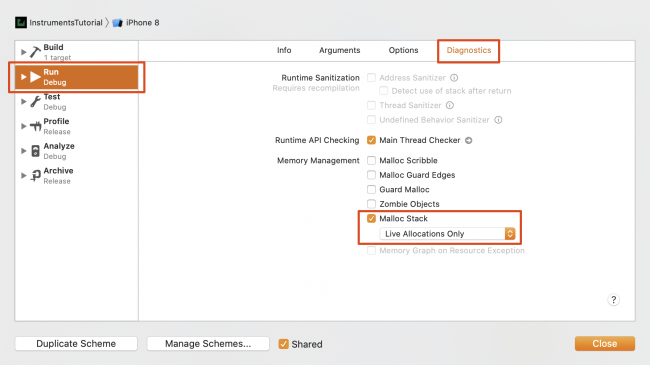 InstrumentsTutorial 〉 iPhone 8
Build
1 target
Run
Debug
Test
Debug
Profile
Release
Analyze
Debug
Archive
Release
Info Arguments Options Diagnostics
Runtime Sanitization Address Sanitizer
Requires recompilation Detect use of stack after return
Thread Sanitizer
Undefined Behavior Sanitizer
Runtime API Checking Main Thread Checker
Memory Management Malloc Scribble
Malloc Guard Edges
Guard Malloc
Zombie Objects
Malloc Stack
Live Allocations Only
Memory Graph on Resource Exception
?
Duplicate Scheme Manage Schemes... Shared Close